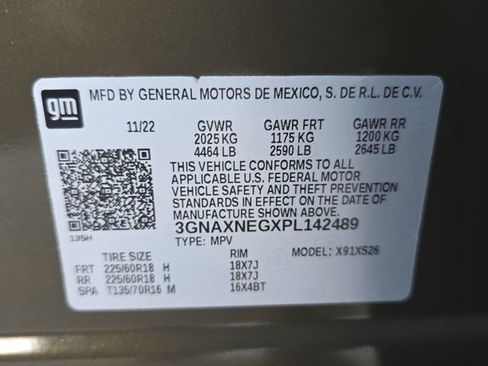 gm
MFD BY GENERAL MOTORS DE MEXICO, S. DE R.L. DE C.V.
11/22 GVWR GAWR FRT GAWR RR
2025 KG 1175 KG 1200 KG
4464 LB 2590 LB 2645 LB
THIS VEHICLE CONFORMS TO ALL
APPLICABLE U.S. FEDERAL MOTOR
VEHICLE SAFETY AND THEFT PREVENTION
STANDARDS IN EFFECT ON THE DATE OF
MANUFACTURE SHOWN ABOVE.
3GNAXNEGXPL142489
135H
TYPE: MPV MODEL: X91XS26
TIRE SIZE RIM
FRT 225/60R18 H 18X7J
RR 225/60R18 H 18X7J
SPA T135/70R16 M 16X4BT